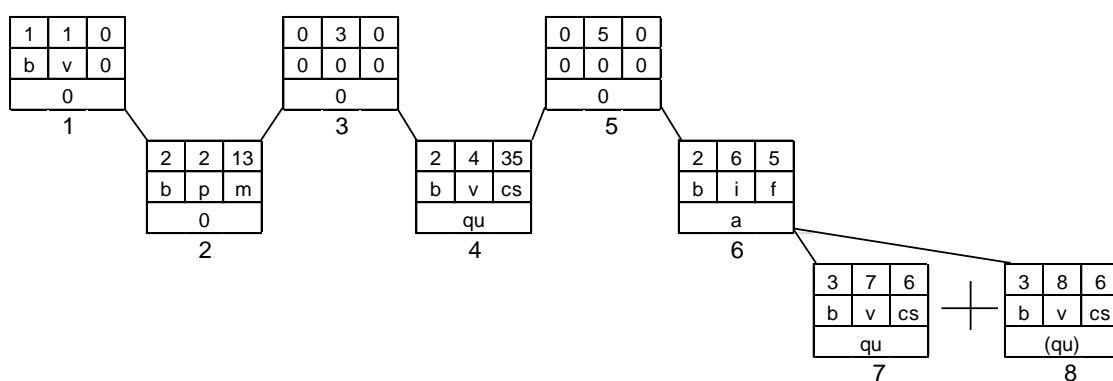 1 1 0 0 3 0 0 5 0
b v 0 0 0 0 0 0 0
0 0 0
1 3 5
2 2 13 2 4 35 2 6 5
b p m b v cs b i f
0 qu a
2 4 6
3 7 6 3 8 6
b v cs b v cs
qu (qu)
7 8